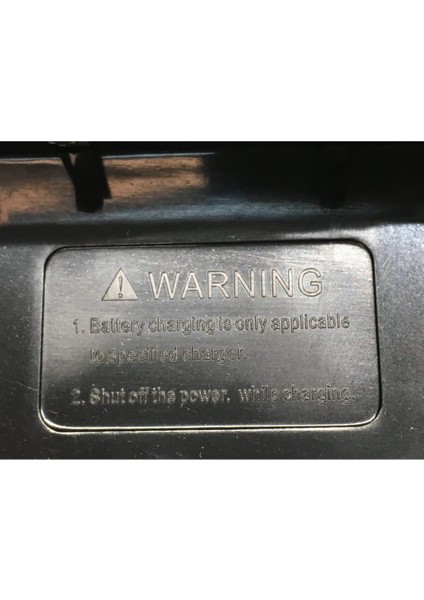 WARNING
1. Battery charging is only applicable
to specified charger.
2. Shut off the power. while charging.